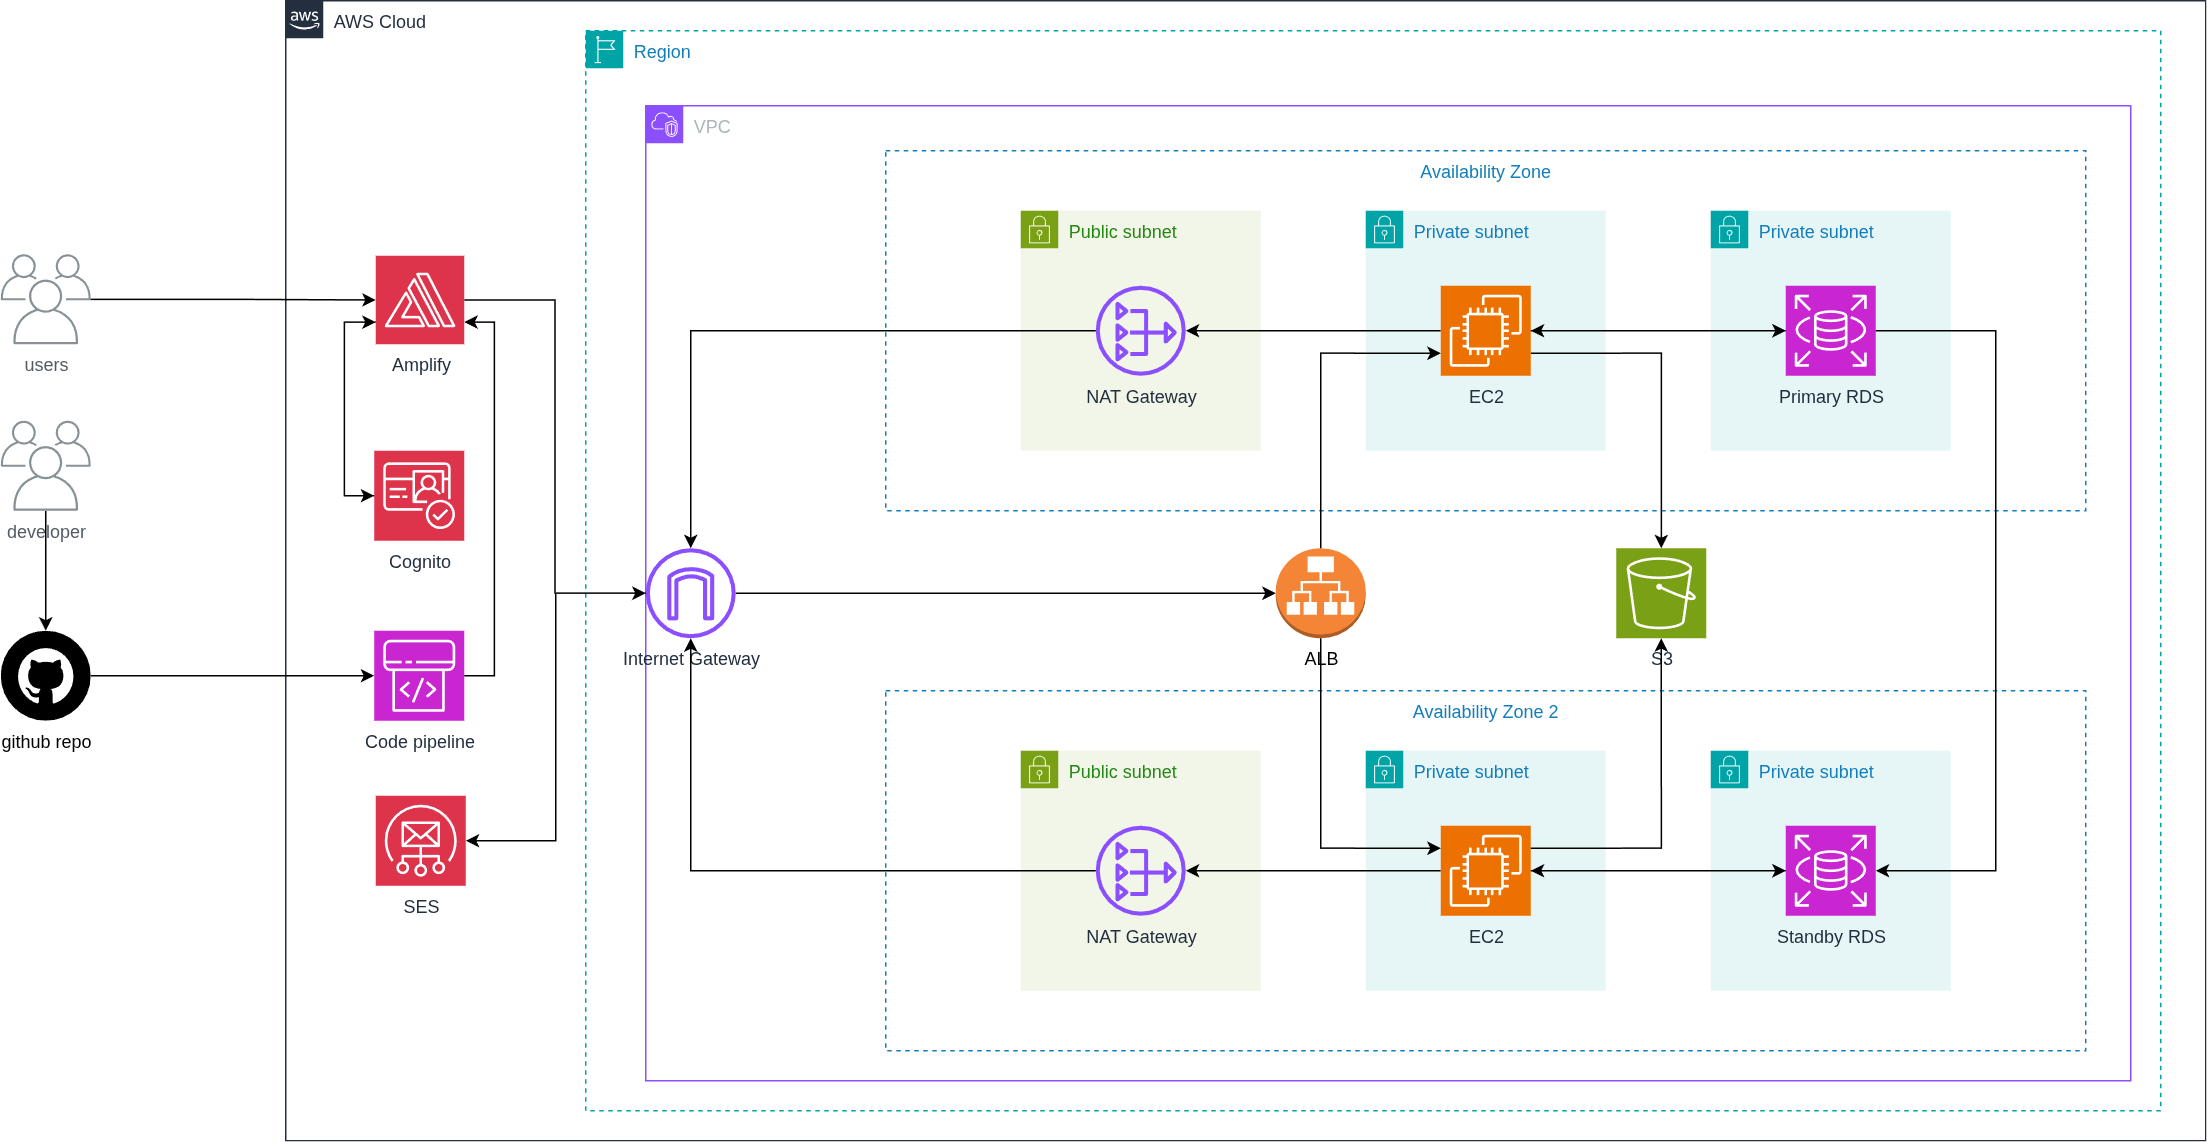 aws
AWS Cloud
Region
VPC
Availability Zone
Public subnet
Private subnet
Private subnet
users
Amplify
NAT Gateway
EC2
Primary RDS
developer
Cognito
Internet Gateway
ALB
S3
github repo
Code pipeline
Availability Zone 2
Public subnet
Private subnet
Private subnet
SES
NAT Gateway
EC2
Standby RDS